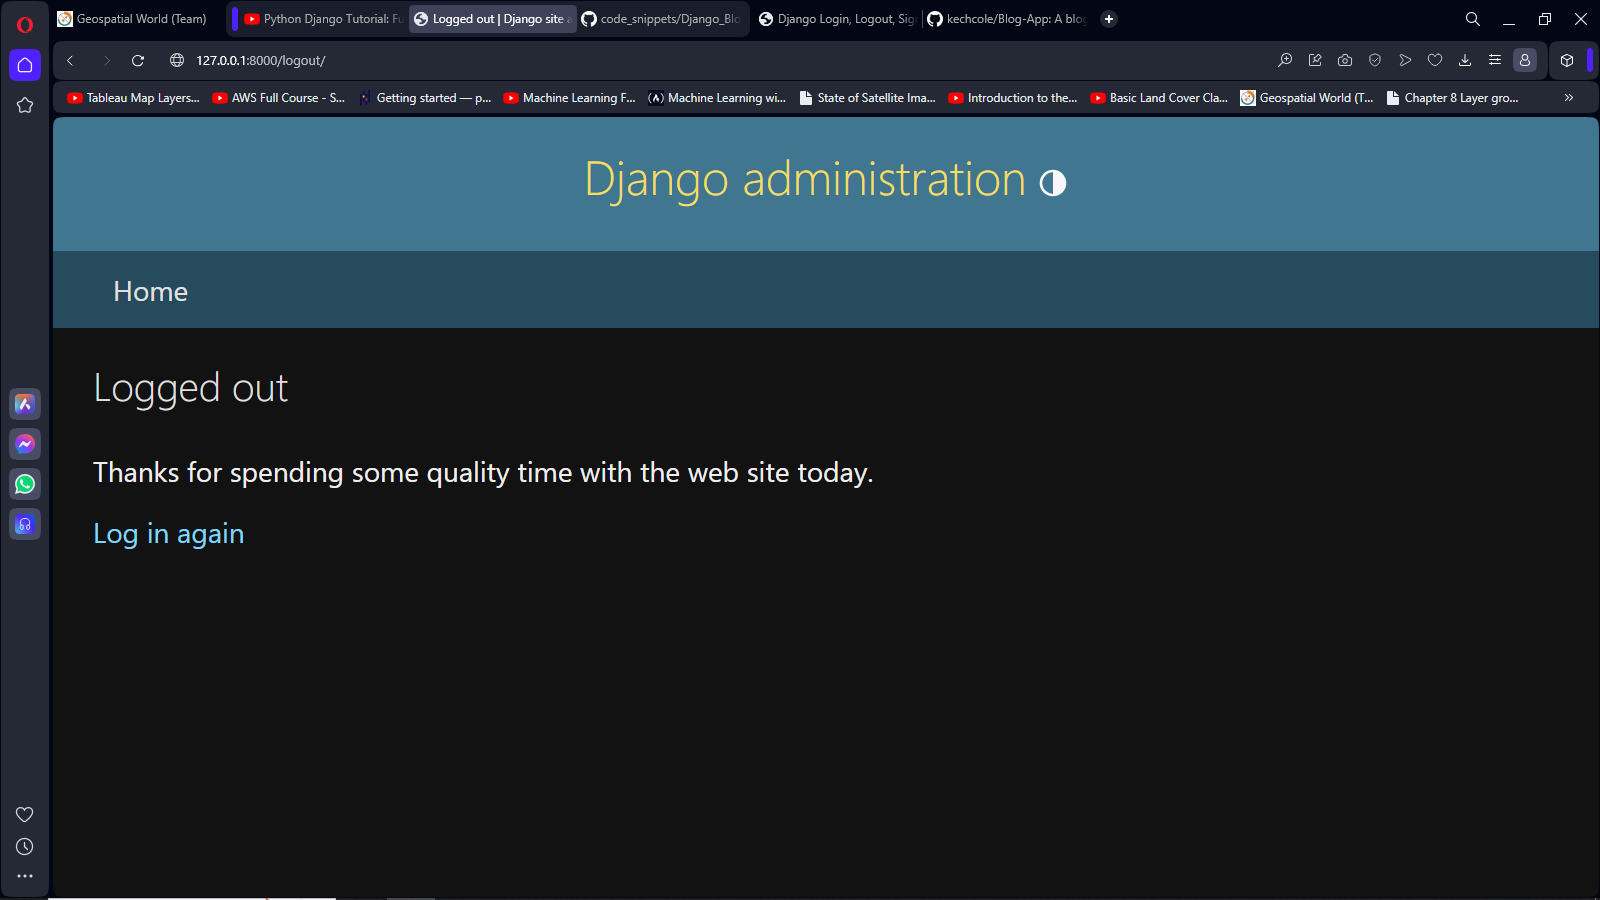 Geospatial World (Team)
Python Django Tutorial: Fu
Logged out | Django site a
code_snippets/Django_Blo
Django Login, Logout, Sig
kechcole/Blog-App: A blog
127.0.0.1:8000/logout/
Tableau Map Layers...
AWS Full Course - S...
Getting started — p...
Machine Learning F...
Machine Learning wi...
State of Satellite Ima...
Introduction to the...
Basic Land Cover Cla...
Geospatial World (T...
Chapter 8 Layer gro...
Django administration
Home
Logged out
Thanks for spending some quality time with the web site today.
Log in again